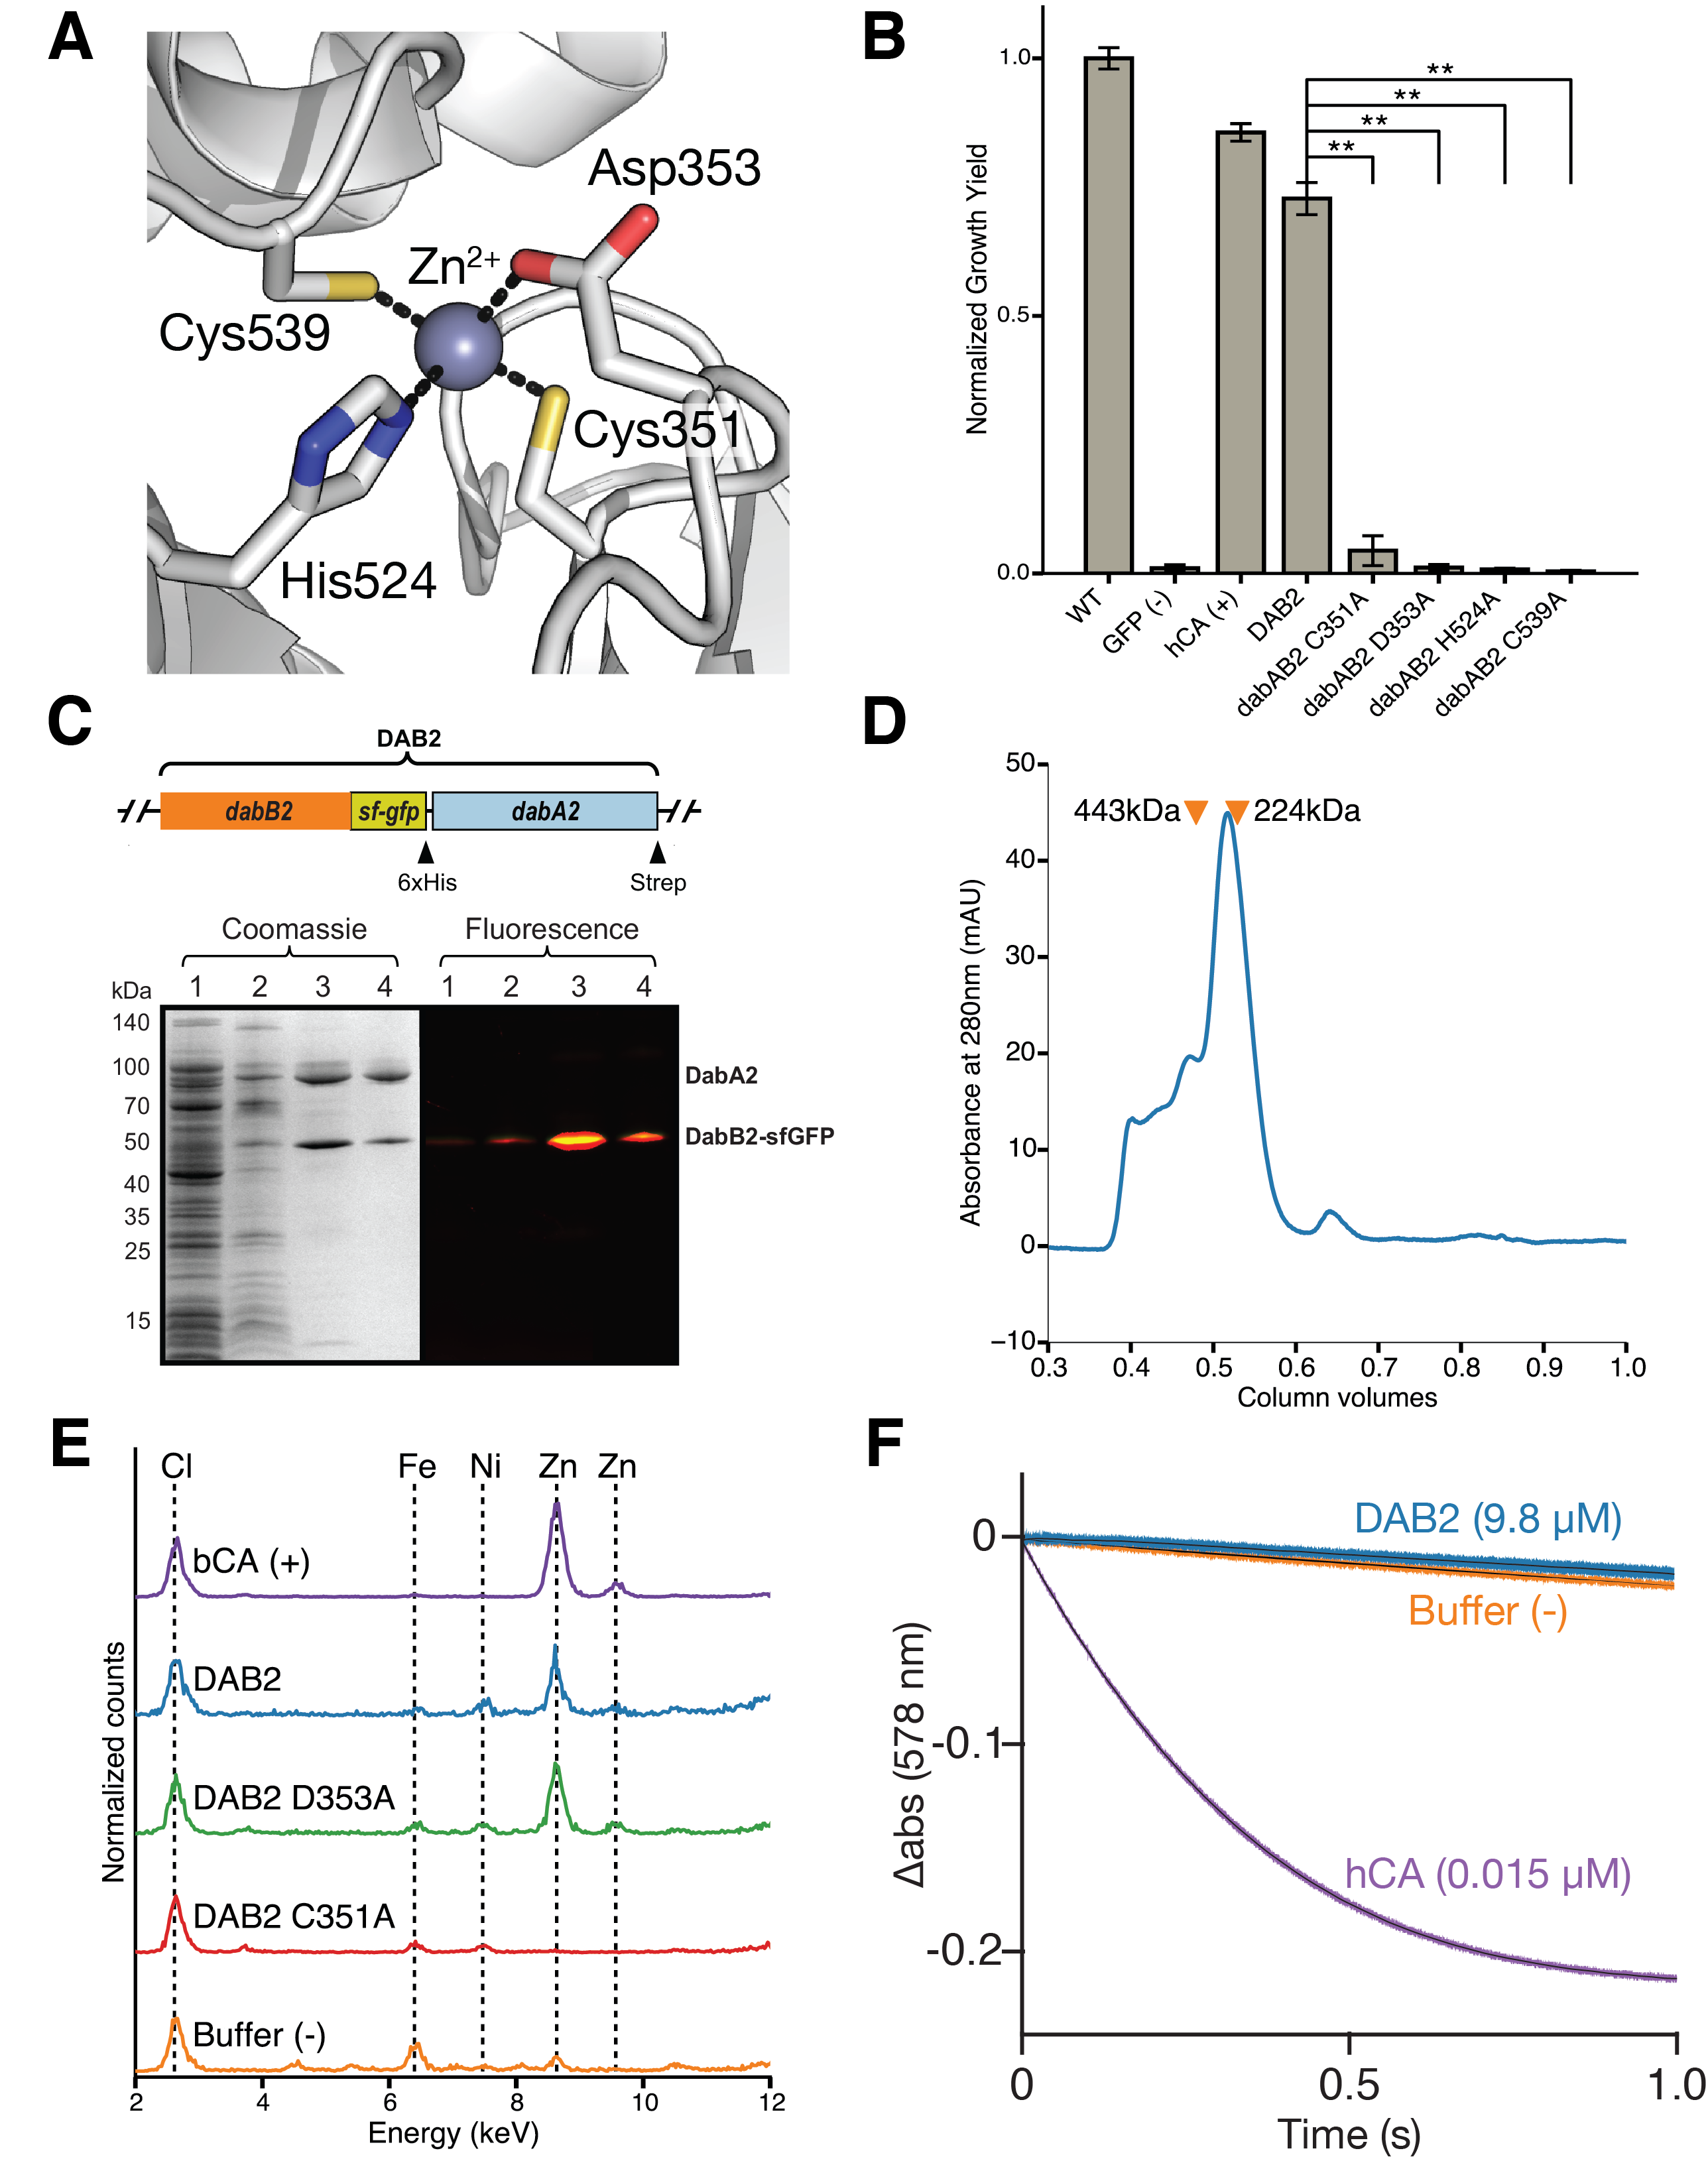 A
Asp353
Zn2+
Cys539
Cys351
His524
B
Normalized Growth Yield
1.0
0.5
0.0
**
**
**
**
WT
GFP (-)
hCA (+)
DAB2
dabAB2 C351A
dabAB2 D353A
dabAB2 H524A
dabAB2 C539A
C
DAB2
dabB2 sf-gfp dabA2
6xHis Strep
Coomassie Fluorescence
kDa 1 2 3 4 1 2 3 4
140
100
70
50
40
35
25
15
DabA2
DabB2-sfGFP
D
Absorbance at 280nm (mAU)
50
40
30
20
10
0
−10
443kDa 224kDa
0.3 0.4 0.5 0.6 0.7 0.8 0.9 1.0
Column volumes
E
Normalized counts
Cl Fe Ni Zn Zn
bCA (+)
DAB2
DAB2 D353A
DAB2 C351A
Buffer (-)
2 4 6 8 10 12
Energy (keV)
F
Δabs (578 nm)
0
-0.1
-0.2
DAB2 (9.8 µM)
Buffer (-)
hCA (0.015 µM)
0 0.5 1.0
Time (s)